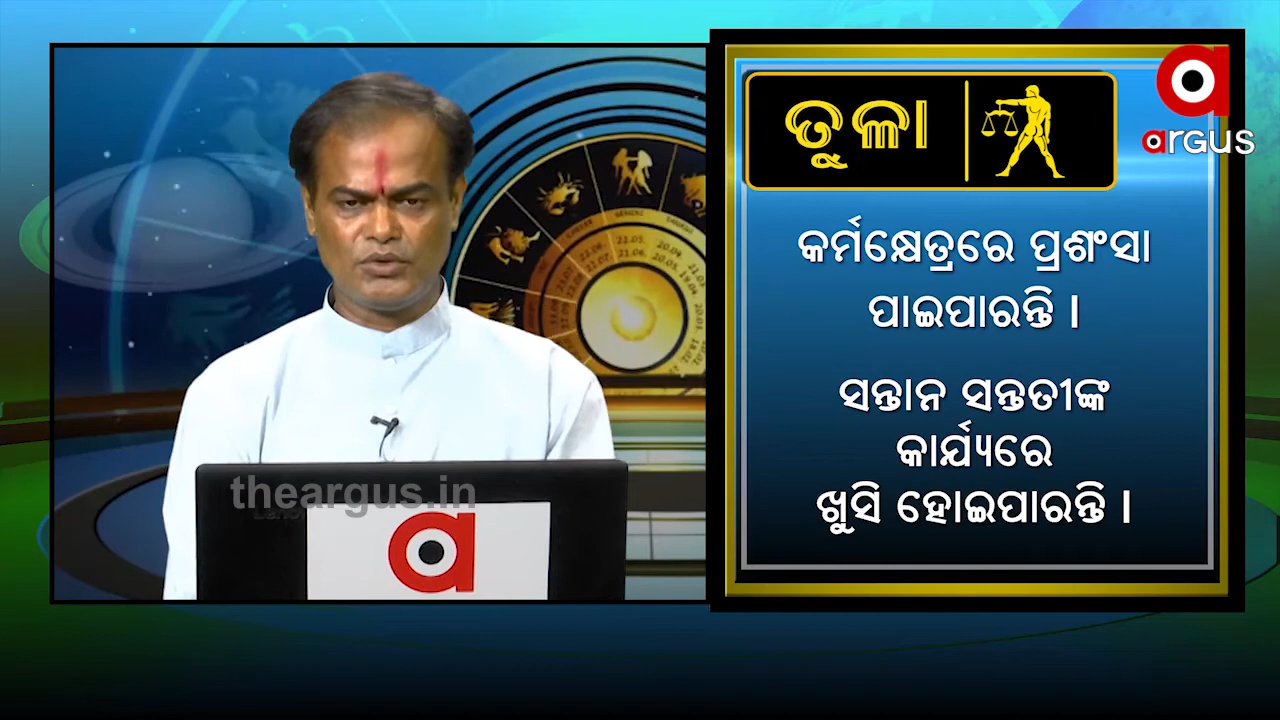 ତୁଳା
argus
କର୍ମକ୍ଷେତ୍ରରେ ପ୍ରଶଂସା
ପାଇପାରନ୍ତି ।
ସନ୍ତାନ ସନ୍ତତୀଙ୍କ
କାର୍ଯ୍ୟରେ
ଖୁସି ହୋଇପାରନ୍ତି ।
theargus.in